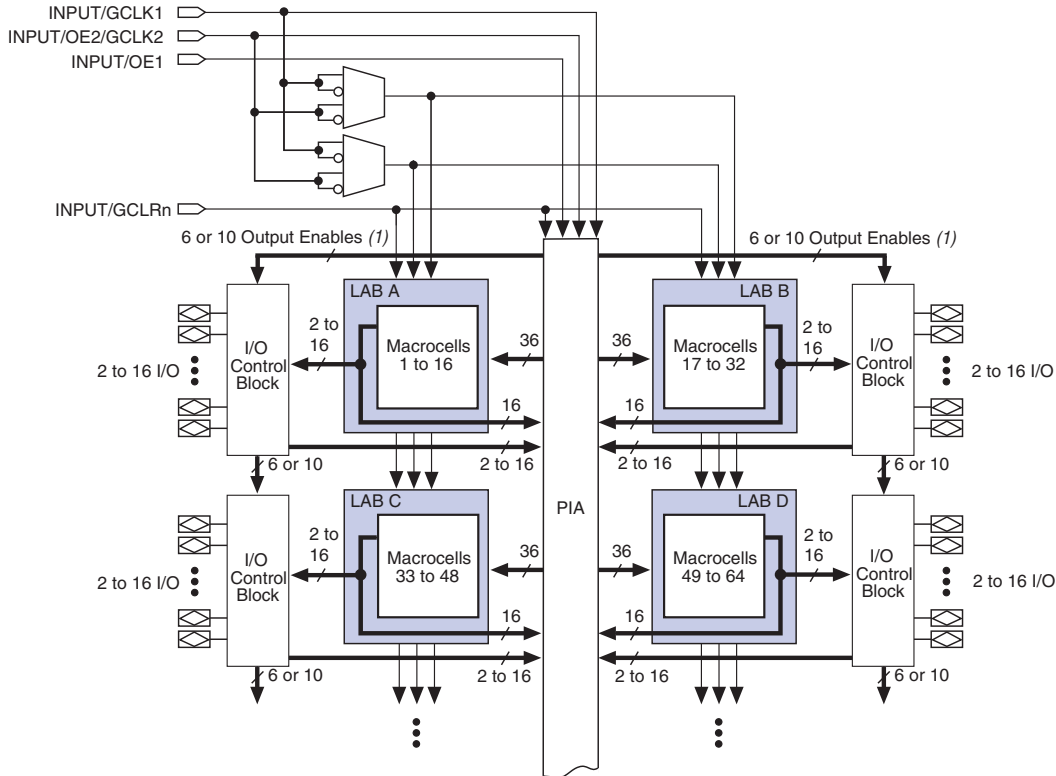 INPUT/GCLK1
INPUT/OE2/GCLK2
INPUT/OE1
INPUT/GCLRn
6 or 10 Output Enables (1)
6 or 10 Output Enables (1)
LAB A
LAB B
2 to 16 I/O
I/O
Control
Block
2 to
16
Macrocells
1 to 16
36
36
Macrocells
17 to 32
2 to
16
I/O
Control
Block
2 to 16 I/O
16
16
2 to 16
2 to 16
6 or 10
6 or 10
PIA
LAB C
LAB D
2 to 16 I/O
I/O
Control
Block
2 to
16
Macrocells
33 to 48
36
36
Macrocells
49 to 64
2 to
16
I/O
Control
Block
2 to 16 I/O
16
16
2 to 16
2 to 16
6 or 10
6 or 10